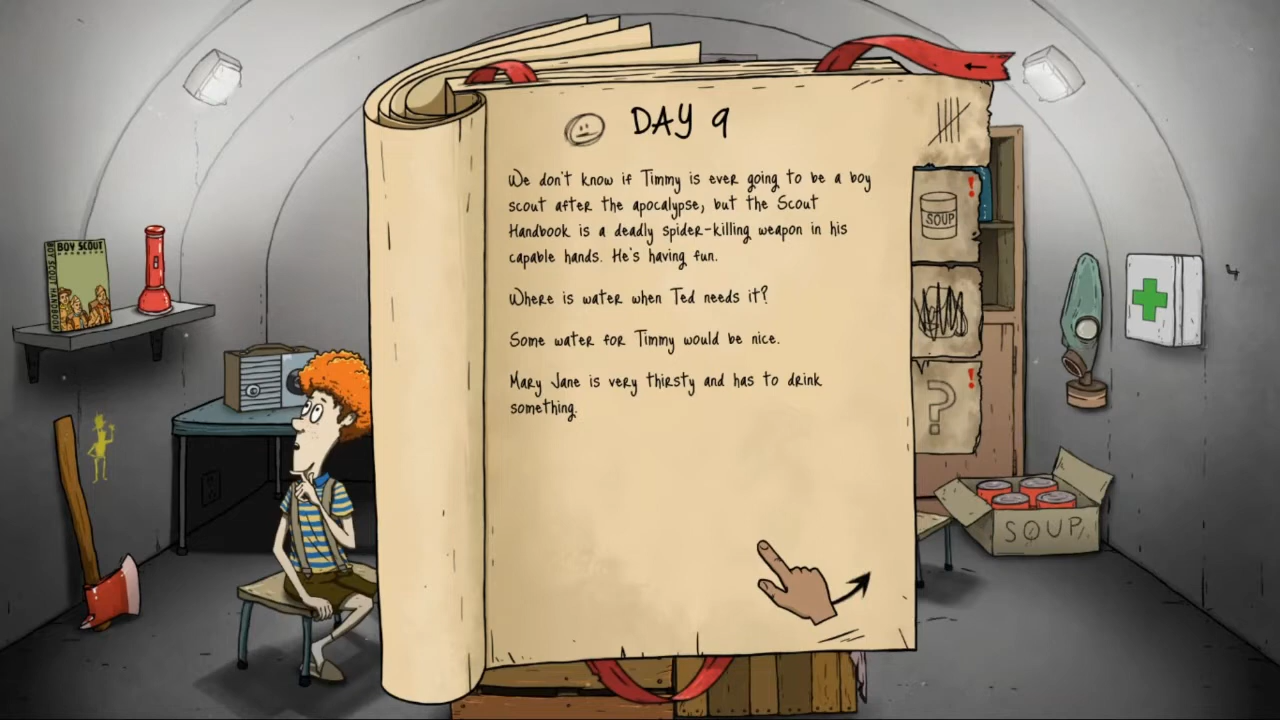 DAY 9
We don't know if Timmy is ever going to be a boy
scout after the apocalypse, but the Scout
Handbook is a deadly spider-killing weapon in his
capable hands. He's having fun.
Where is water when Ted needs it?
Some water for Timmy would be nice.
Mary Jane is very thirsty and has to drink
something.
!
SOUP
!
?
BOY SCOUT
HANDBOOK
BOY SCOUT HANDBOOK
SOUP